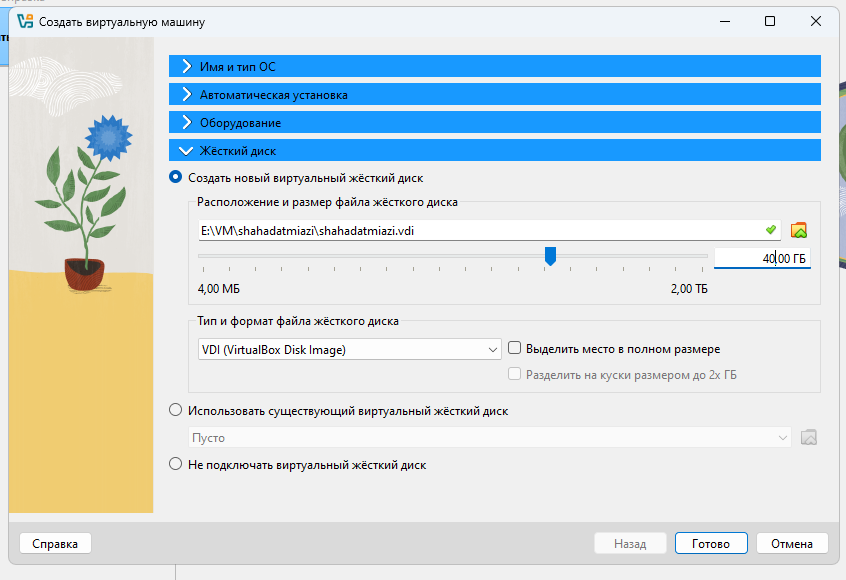 Создать виртуальную машину
Имя и тип ОС
Автоматическая установка
Оборудование
Жёсткий диск
Создать новый виртуальный жёсткий диск
Расположение и размер файла жёсткого диска
E:\VM\shahadatmiazi\shahadatmiazi.vdi
40,00 ГБ
4,00 МБ
2,00 ТБ
Тип и формат файла жёсткого диска
VDI (VirtualBox Disk Image)
Выделить место в полном размере
Разделить на куски размером до 2х ГБ
Использовать существующий виртуальный жёсткий диск
Пусто
Не подключать виртуальный жёсткий диск
Справка
Назад
Готово
Отмена